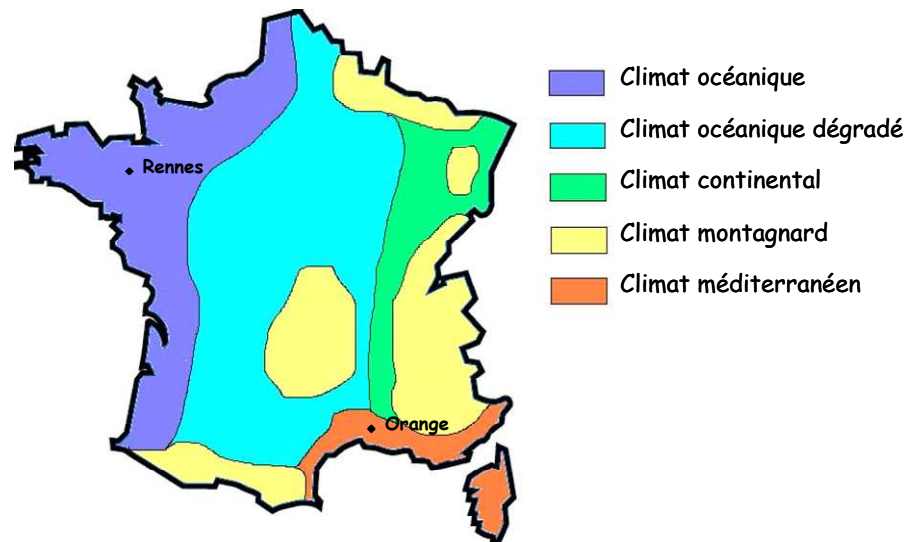 Climat océanique
Climat océanique dégradé
Rennes
Climat continental
Climat montagnard
Climat méditerranéen
Orange